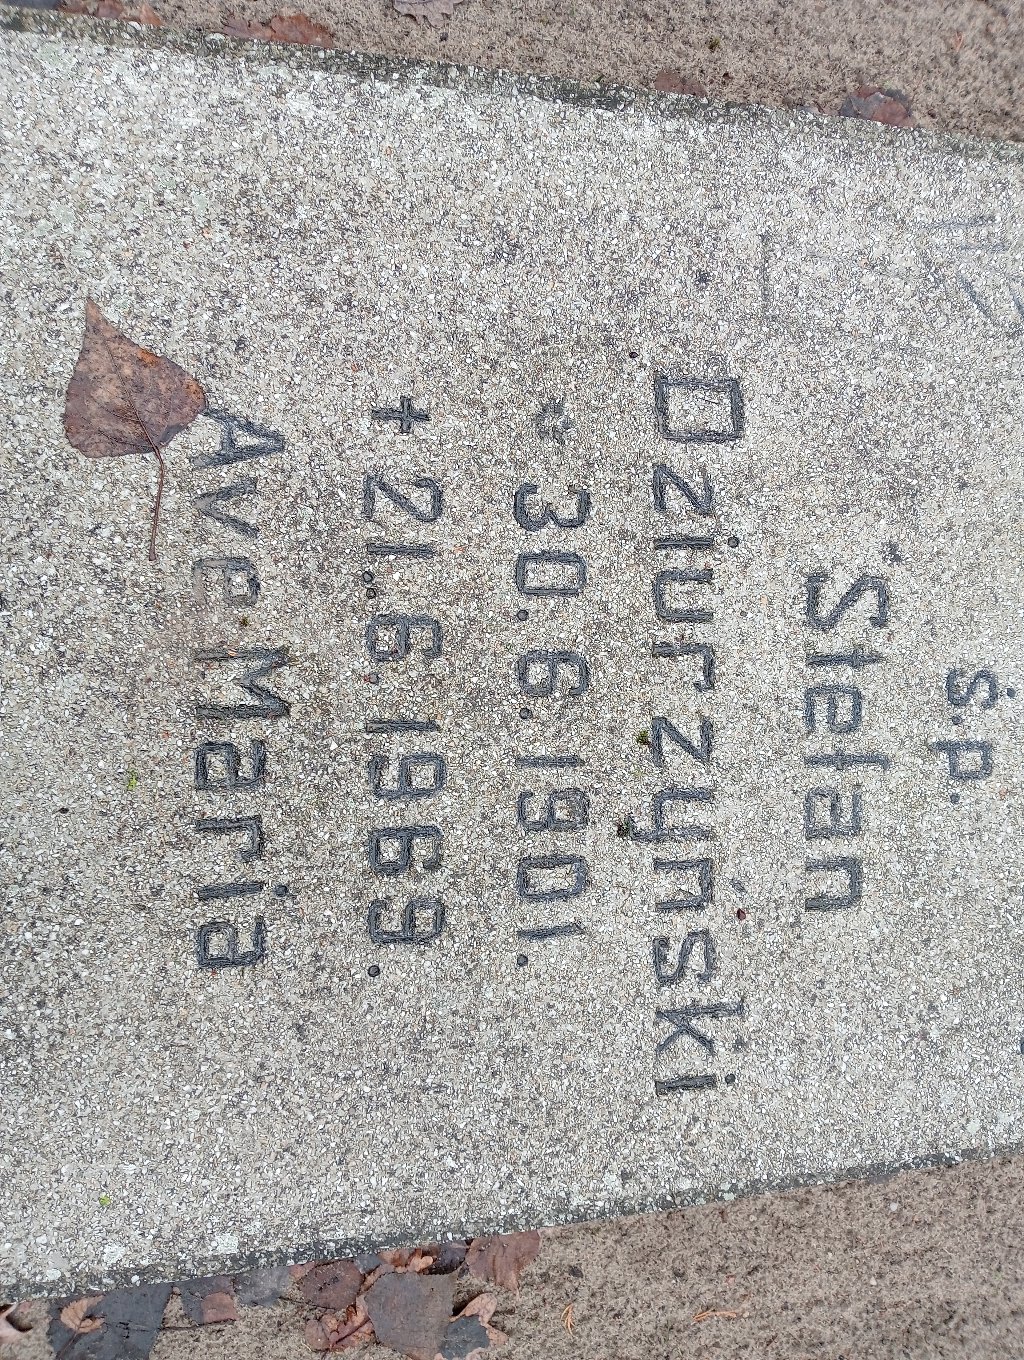 ś.p.
Stefan
Dziurzyński
* 30.6.1901.
+ 21.6.1969.
Ave Maria